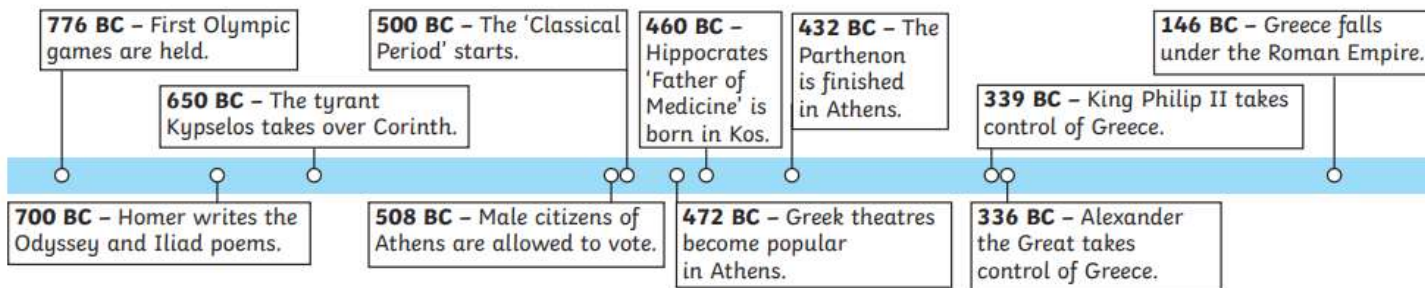 776 BC – First Olympic
games are held.
650 BC – The tyrant
Kypselos takes over Corinth.
500 BC – The ‘Classical
Period’ starts.
460 BC –
Hippocrates
‘Father of
Medicine’ is
born in Kos.
432 BC – The
Parthenon
is finished
in Athens.
339 BC – King Philip II takes
control of Greece.
146 BC – Greece falls
under the Roman Empire.
700 BC – Homer writes the
Odyssey and Iliad poems.
508 BC – Male citizens of
Athens are allowed to vote.
472 BC – Greek theatres
become popular
in Athens.
336 BC – Alexander
the Great takes
control of Greece.